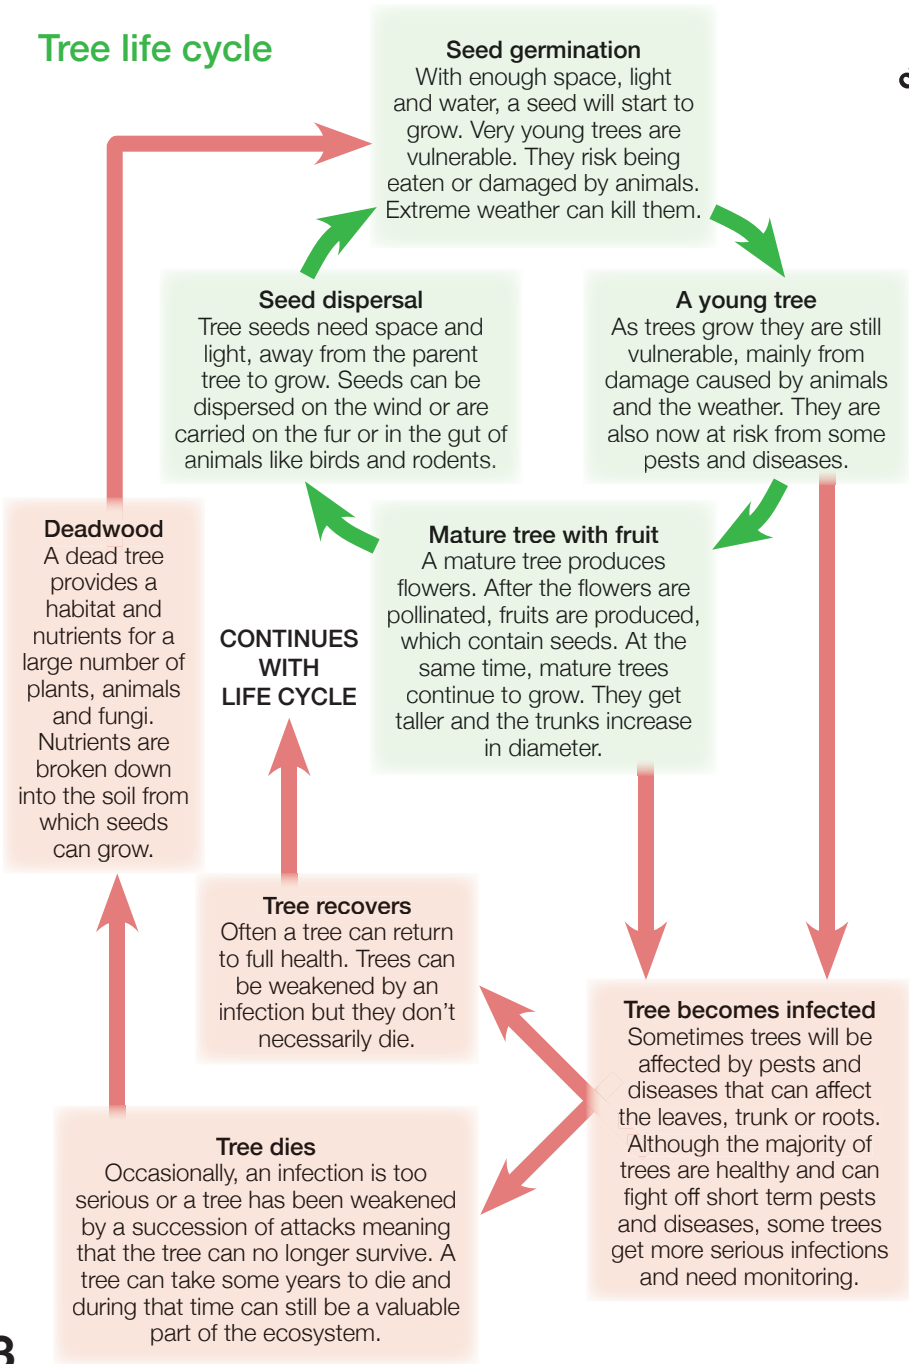 Tree life cycle
Seed germination
With enough space, light
and water, a seed will start to
grow. Very young trees are
vulnerable. They risk being
eaten or damaged by animals.
Extreme weather can kill them.
Seed dispersal
Tree seeds need space and
light, away from the parent
tree to grow. Seeds can be
dispersed on the wind or are
carried on the fur or in the gut of
animals like birds and rodents.
A young tree
As trees grow they are still
vulnerable, mainly from
damage caused by animals
and the weather. They are
also now at risk from some
pests and diseases.
Mature tree with fruit
A mature tree produces
flowers. After the flowers are
pollinated, fruits are produced,
which contain seeds. At the
same time, mature trees
continue to grow. They get
taller and the trunks increase
in diameter.
Deadwood
A dead tree
provides a
habitat and
nutrients for a
large number of
plants, animals
and fungi.
Nutrients are
broken down
into the soil from
which seeds
can grow.
CONTINUES
WITH
LIFE CYCLE
Tree recovers
Often a tree can return
to full health. Trees can
be weakened by an
infection but they don't
necessarily die.
Tree becomes infected
Sometimes trees will be
affected by pests and
diseases that can affect
the leaves, trunk or roots.
Although the majority of
trees are healthy and can
fight off short term pests
and diseases, some trees
get more serious infections
and need monitoring.
Tree dies
Occasionally, an infection is too
serious or a tree has been weakened
by a succession of attacks meaning
that the tree can no longer survive. A
tree can take some years to die and
during that time can still be a valuable
part of the ecosystem.